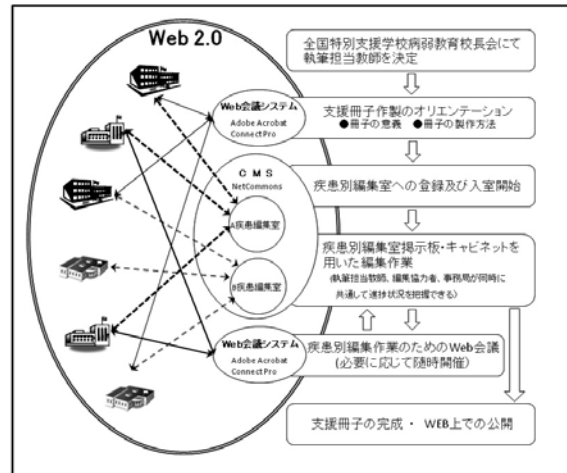 Web 2.0
Web会議システム
Adobe Acrobat
ConnectPro
CMS
NetCommons
A疾患編集室
B疾患編集室
Web会議システム
Adobe Acrobat
ConnectPro
全国特別支援学校病弱教育校長会にて
執筆担当教師を決定
支援冊子作製のオリエンテーション
●冊子の意義 ●冊子の製作方法
疾患別編集室への登録及び入室開始
疾患別編集室掲示板・キャビネットを
用いた編集作業
(執筆担当教師、編集協力者、事務局が同時に
共通して進捗状況を把握できる)
疾患別編集作業のためのWeb会議
(必要に応じて随時開催)
支援冊子の完成・ WEB上での公開